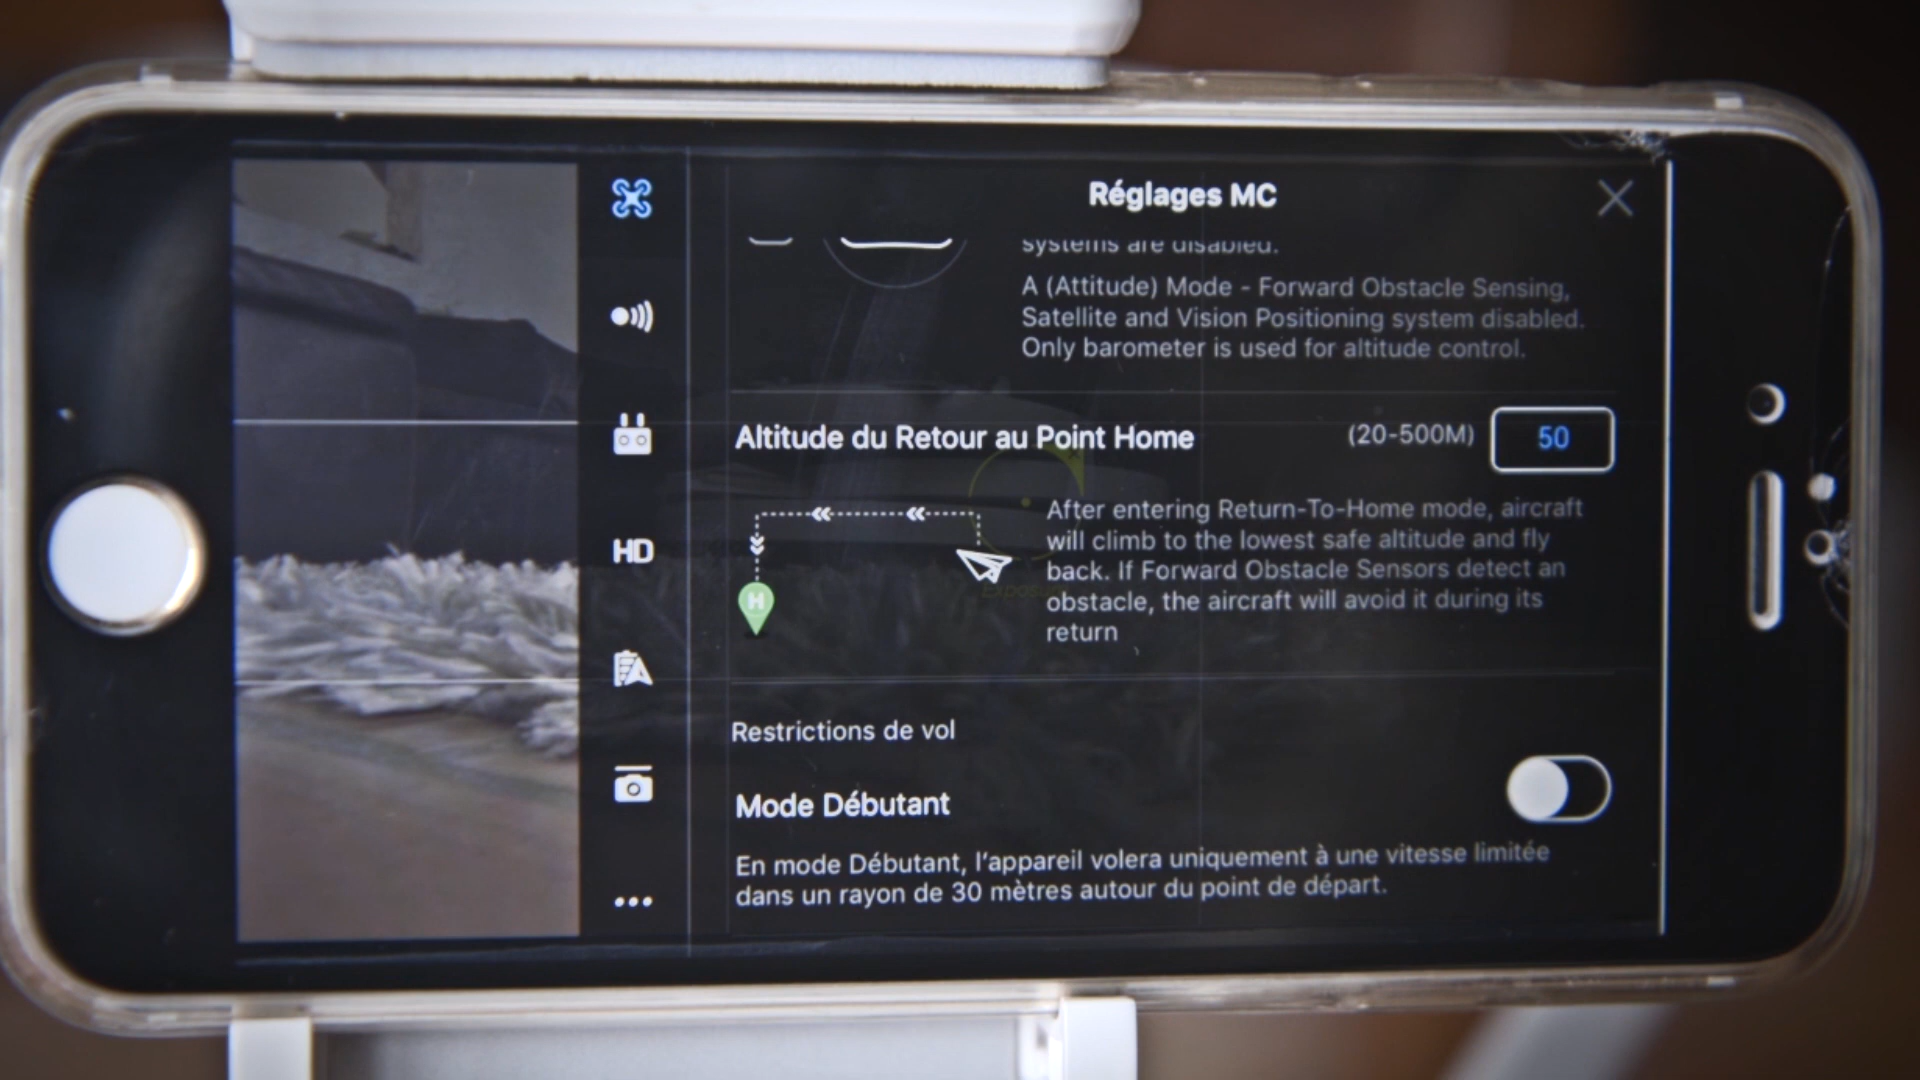 Réglages MC
systems are disabled.
A (Attitude) Mode - Forward Obstacle Sensing,
Satellite and Vision Positioning system disabled.
Only barometer is used for altitude control.
Altitude du Retour au Point Home (20-500M) 50
After entering Return-To-Home mode, aircraft
will climb to the lowest safe altitude and fly
back. If Forward Obstacle Sensors detect an
obstacle, the aircraft will avoid it during its
return
H
HD
Restrictions de vol
Mode Débutant
En mode Débutant, l'appareil volera uniquement à une vitesse limitée
dans un rayon de 30 mètres autour du point de départ.